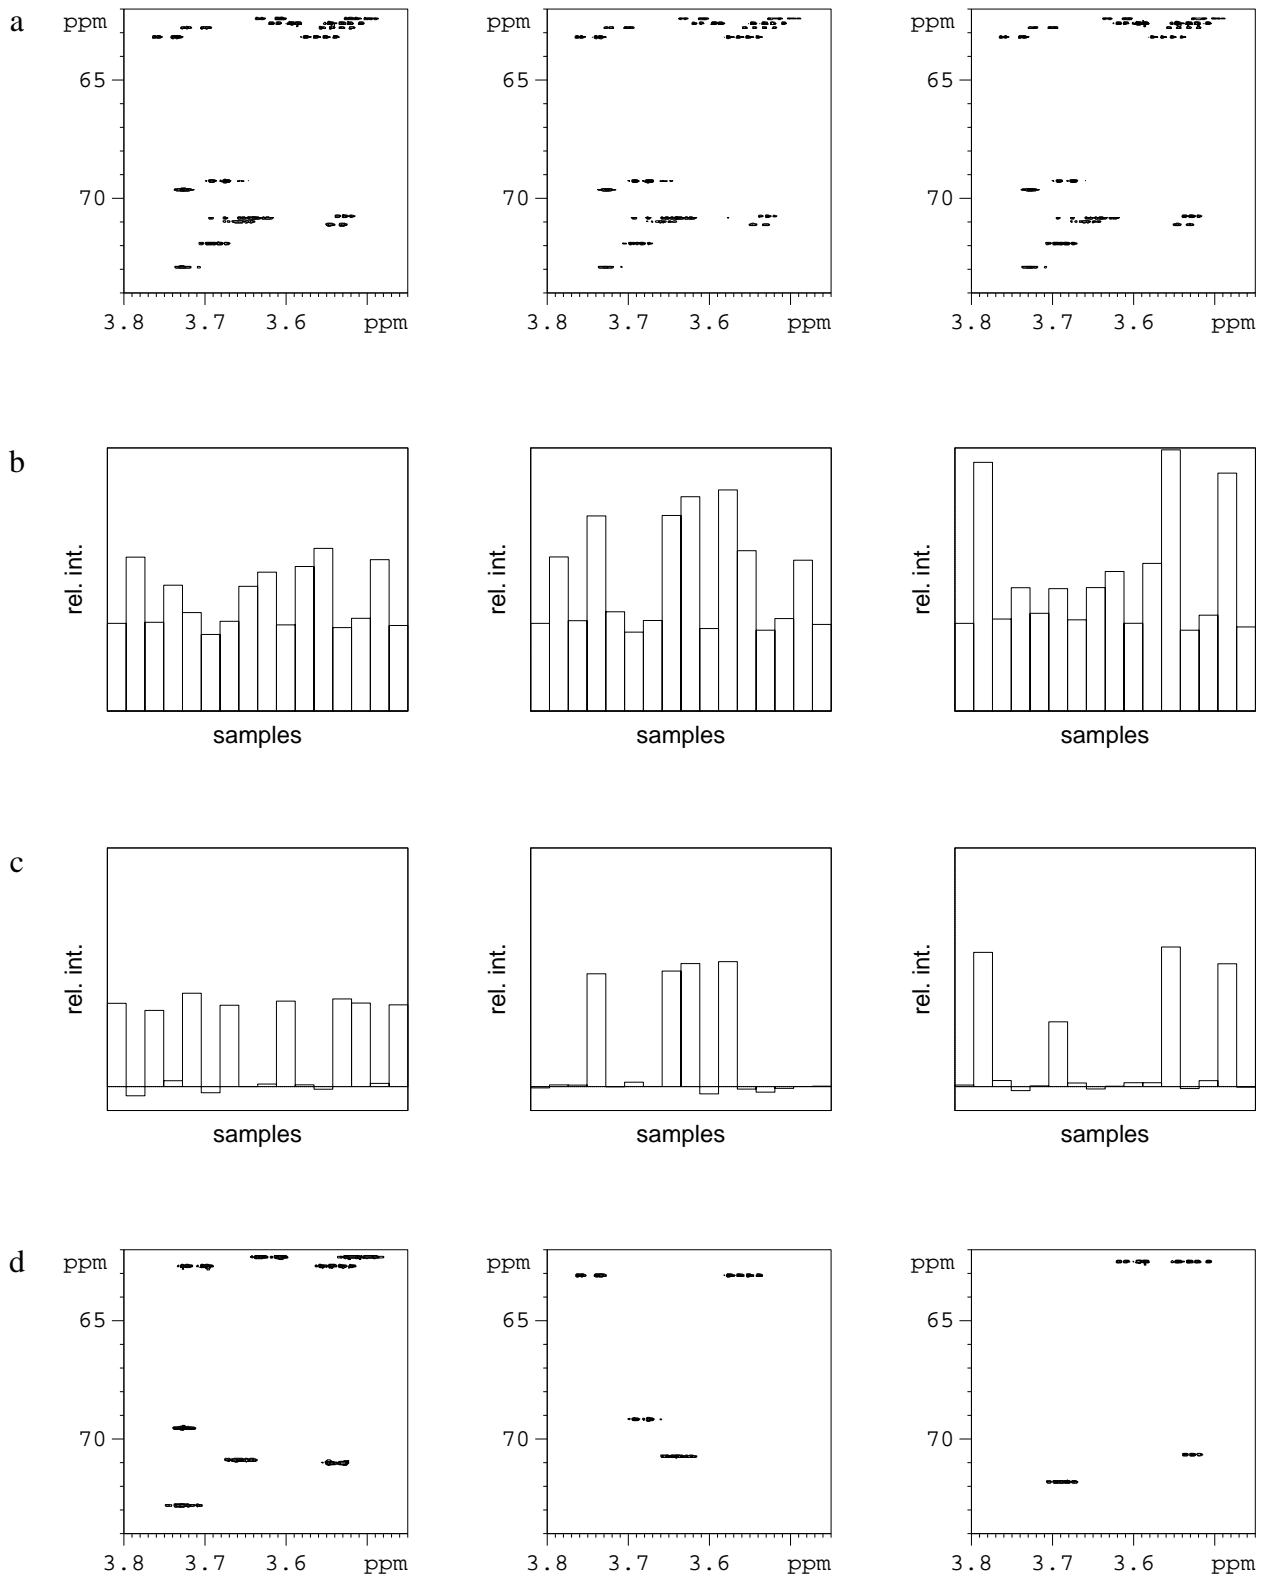 a
ppm ppm ppm
65 65 65
70 70 70
3.8 3.7 3.6 ppm 3.8 3.7 3.6 ppm 3.8 3.7 3.6 ppm
b
rel. int. rel. int. rel. int.
samples samples samples
c
rel. int. rel. int. rel. int.
samples samples samples
d
ppm ppm ppm
65 65 65
70 70 70
3.8 3.7 3.6 ppm 3.8 3.7 3.6 ppm 3.8 3.7 3.6 ppm